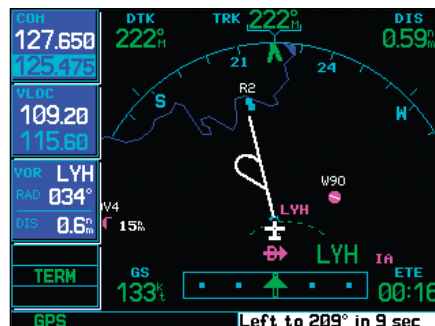 COM
127.650
125.475
VLOC
109.20
115.60
VOR LYH
RAD 034°
DIS 0.6nm
TERM
GPS
DTK
222°M
TRK 222°M
DIS
0.59nm
21
24
S
W
R2
W90
LYH
0V4
15nm
LYH IA
GS
133kt
ETE
00:16
Left to 209° in 9 sec